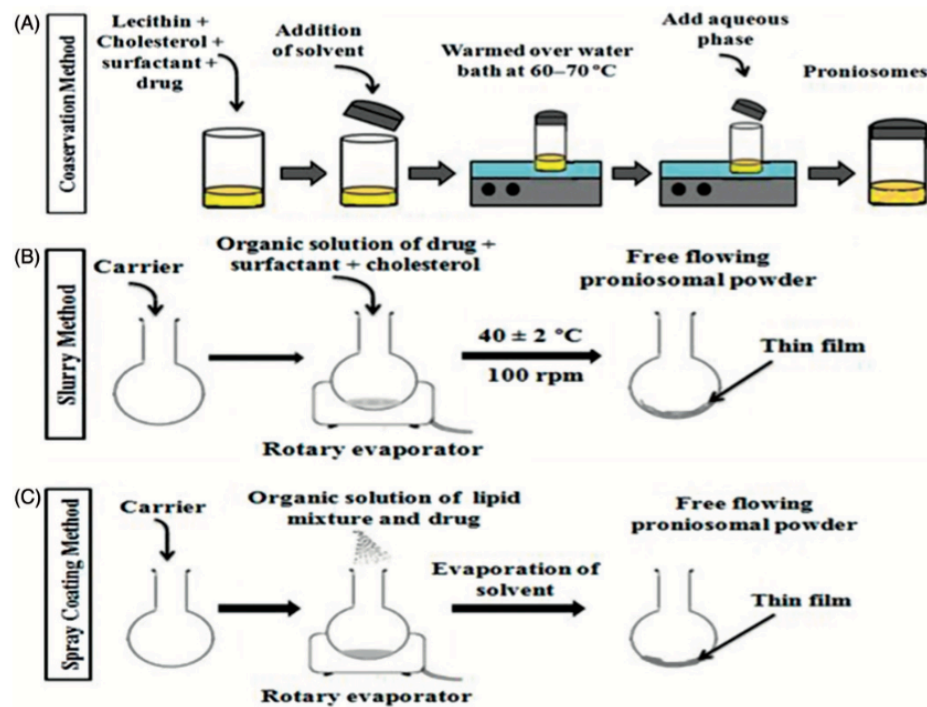 (A)
Coaservation Method
Lecithin +
Cholesterol +
surfactant +
drug
Addition
of solvent
Warmed over water
bath at 60–70 °C
Add aqueous
phase
Proniosomes
(B)
Slurry Method
Carrier
Organic solution of drug +
surfactant + cholesterol
Rotary evaporator
40 ± 2 °C
100 rpm
Free flowing
proniosomal powder
Thin film
(C)
Spray Coating Method
Carrier
Organic solution of lipid
mixture and drug
Rotary evaporator
Evaporation of
solvent
Free flowing
proniosomal powder
Thin film